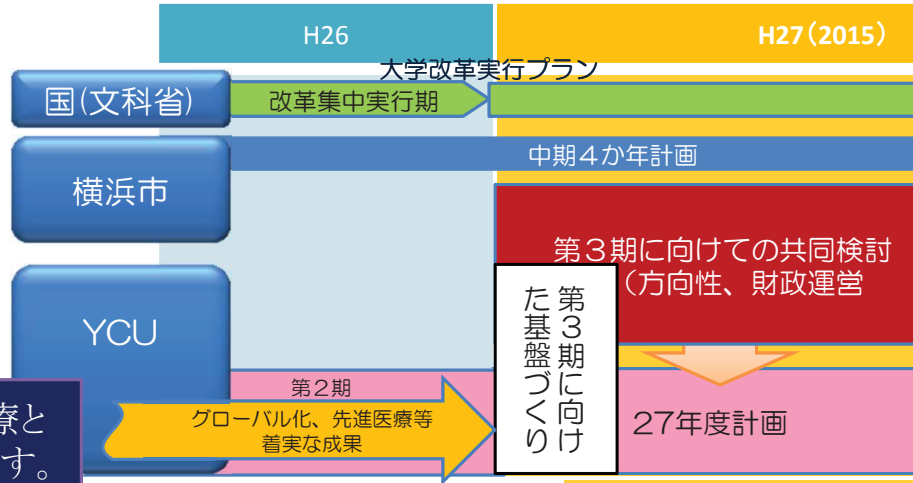 H26
H27(2015)
大学改革実行プラン
国(文科省)
改革集中実行期
中期4か年計画
横浜市
第3期に向けての共同検討
(方向性、財政運営
YCU
第3期に向け
た基盤づくり
第2期
グローバル化、先進医療等
着実な成果
27年度計画
療と
す。